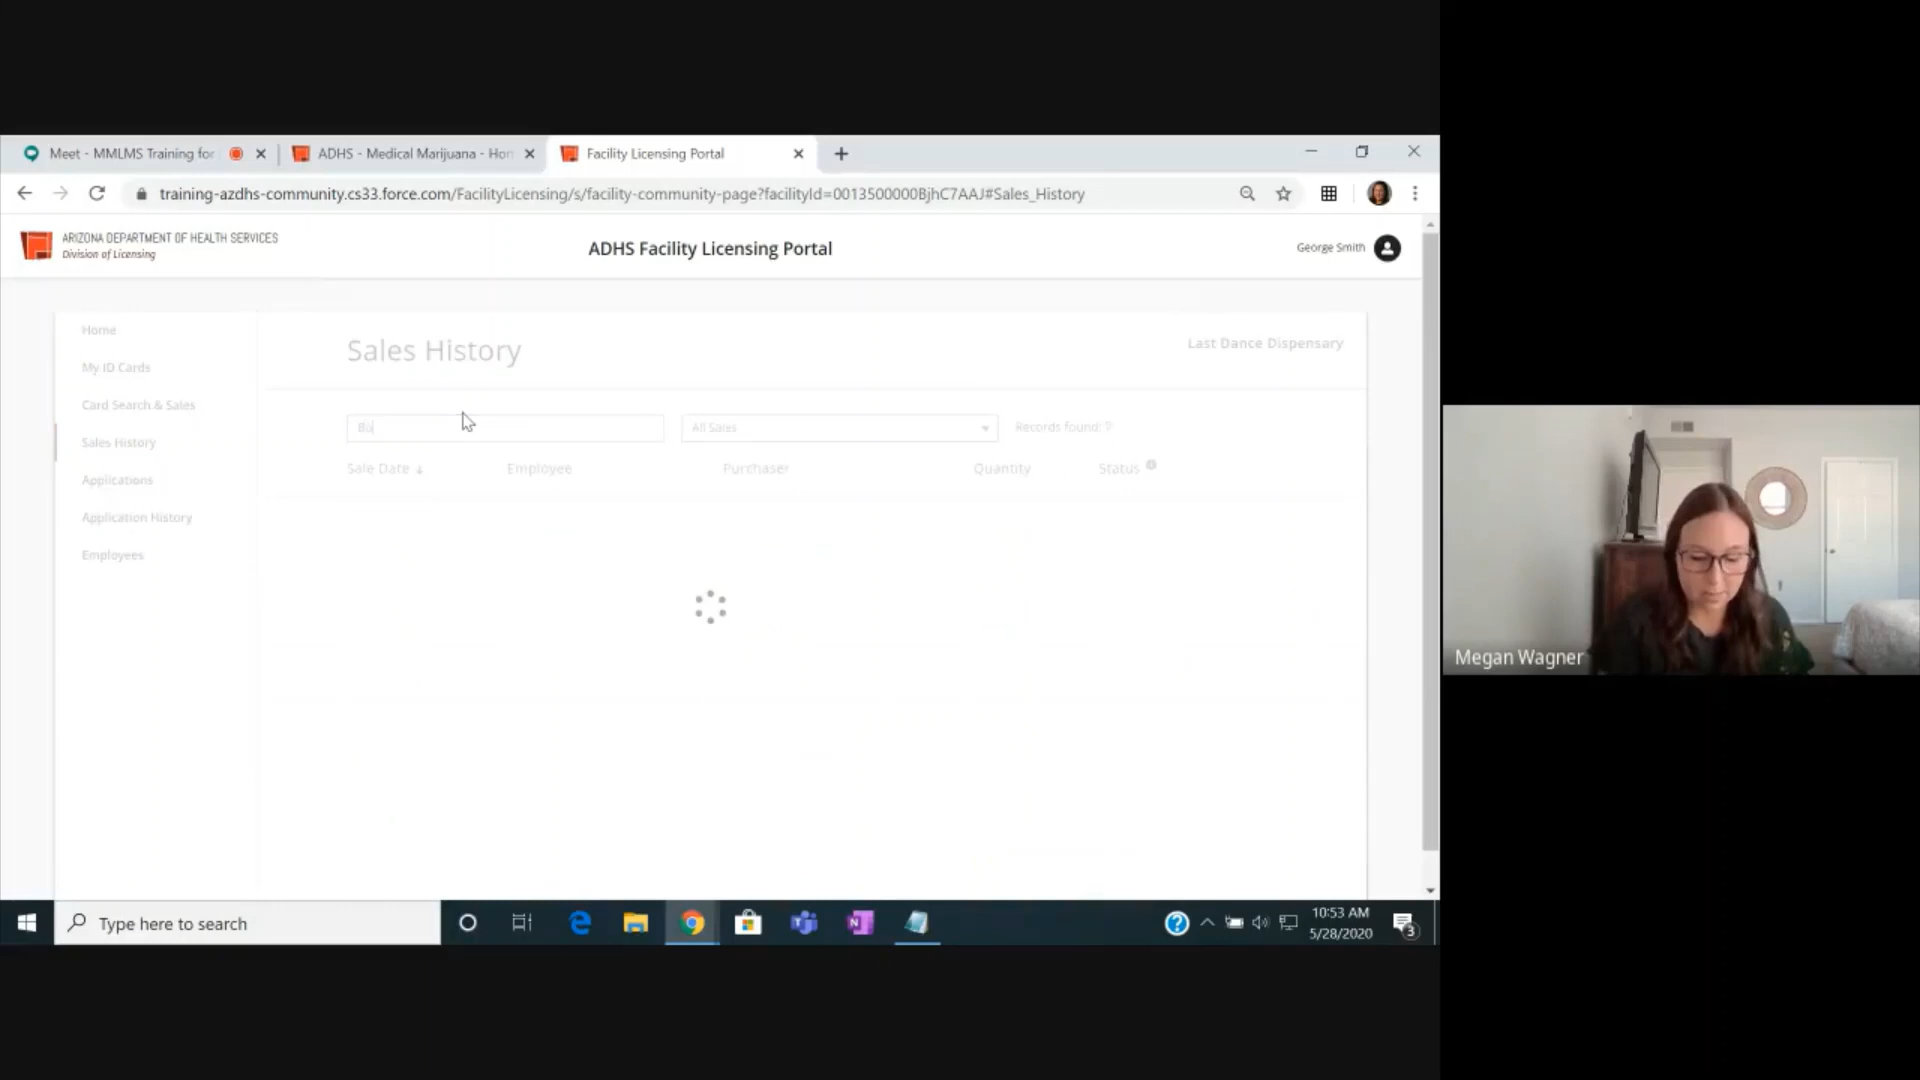 Meet - MMLMS Training for
ADHS - Medical Marijuana - Hon
Facility Licensing Portal
training-azdhs-community.cs33.force.com/FacilityLicensing/s/facility-community-page?facilityId=0013500000BjhC7AAJ#Sales_History
ARIZONA DEPARTMENT OF HEALTH SERVICES
Division of Licensing
ADHS Facility Licensing Portal
George Smith
Home
My ID Cards
Card Search & Sales
Sales History
Applications
Application History
Employees
Sales History
Last Dance Dispensary
Bu
All Sales
Records found:
Sale Date
Employee
Purchaser
Quantity
Status
Megan Wagner
Type here to search
10:53 AM
5/28/2020
3